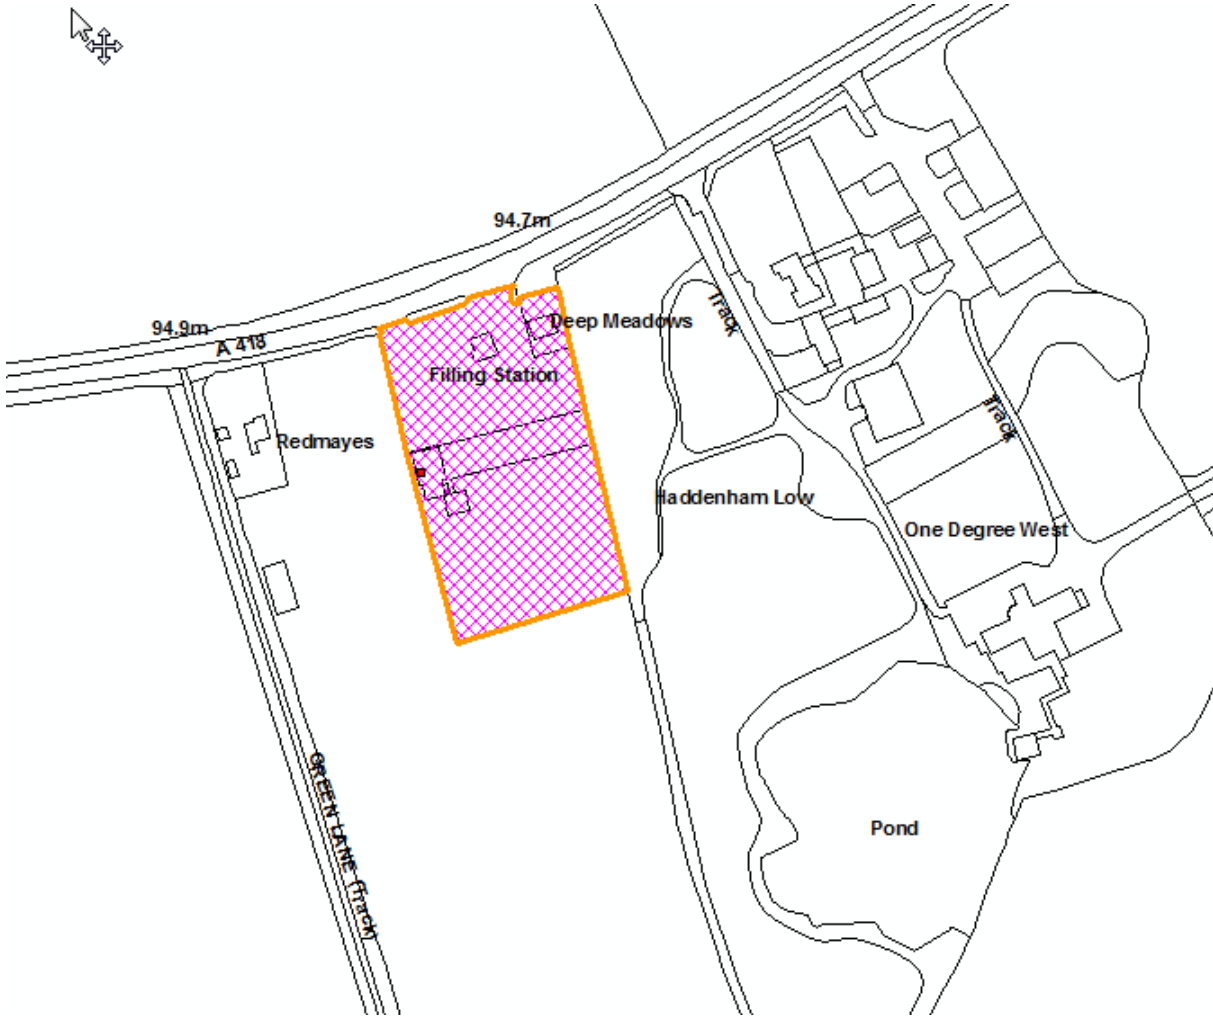 94.7m
94.9m
A 418
Deep Meadows
Track
Filling Station
Redmayes
Track
Haddenham Low
One Degree West
GREEN LANE (Track)
Pond